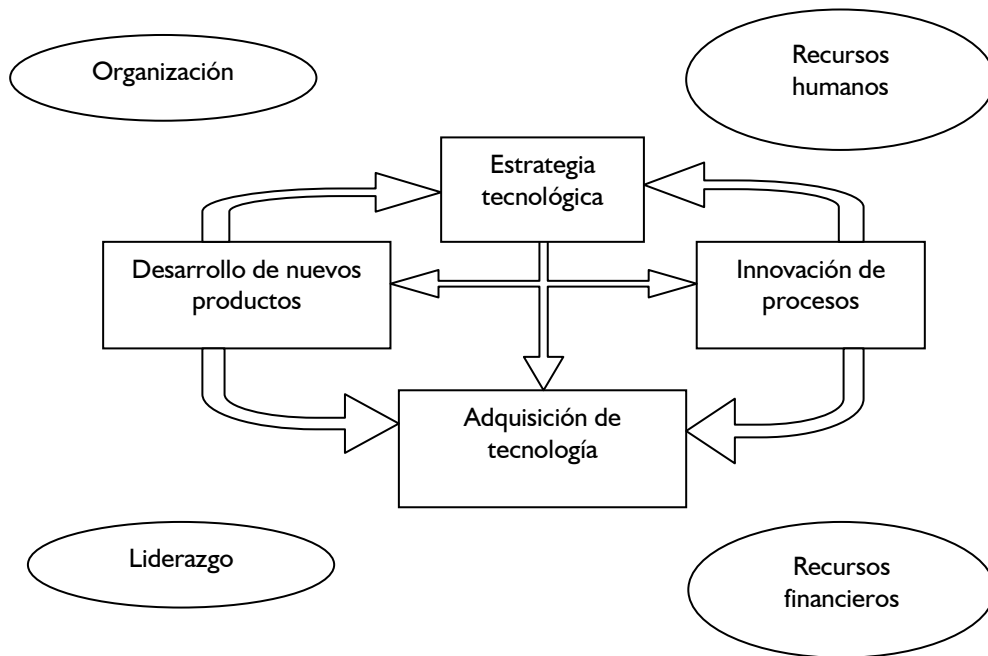 Organización
Recursos
humanos
Estrategia
tecnológica
Desarrollo de nuevos
productos
Innovación de
procesos
Adquisición de
tecnología
Liderazgo
Recursos
financieros